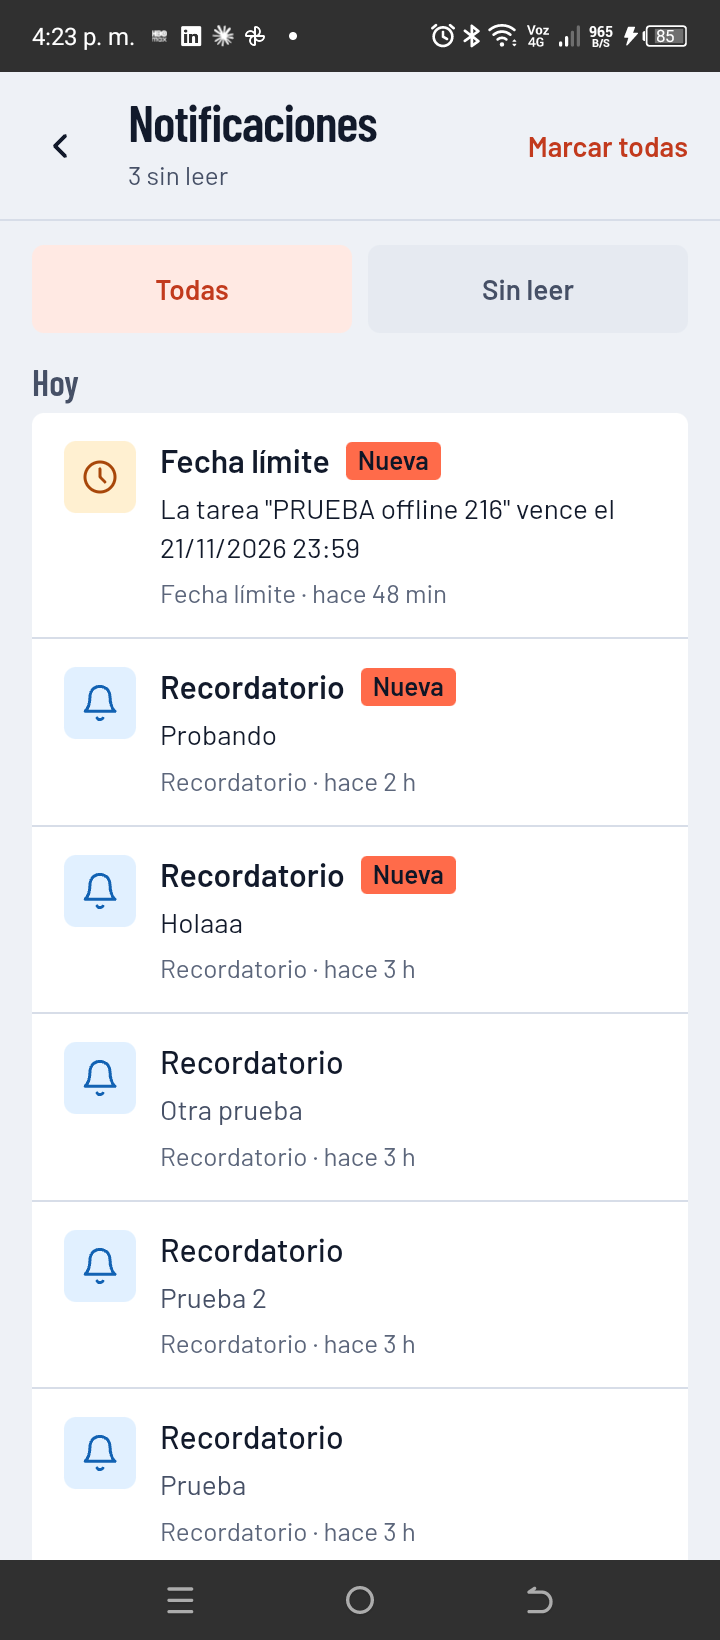 4:23 p. m.
HBO max
in
Voz 4G
965 B/S
85
Notificaciones
3 sin leer
Marcar todas
Todas
Sin leer
Hoy
Fecha límite Nueva
La tarea "PRUEBA offline 216" vence el
21/11/2026 23:59
Fecha límite · hace 48 min
Recordatorio Nueva
Probando
Recordatorio · hace 2 h
Recordatorio Nueva
Holaaa
Recordatorio · hace 3 h
Recordatorio
Otra prueba
Recordatorio · hace 3 h
Recordatorio
Prueba 2
Recordatorio · hace 3 h
Recordatorio
Prueba
Recordatorio · hace 3 h